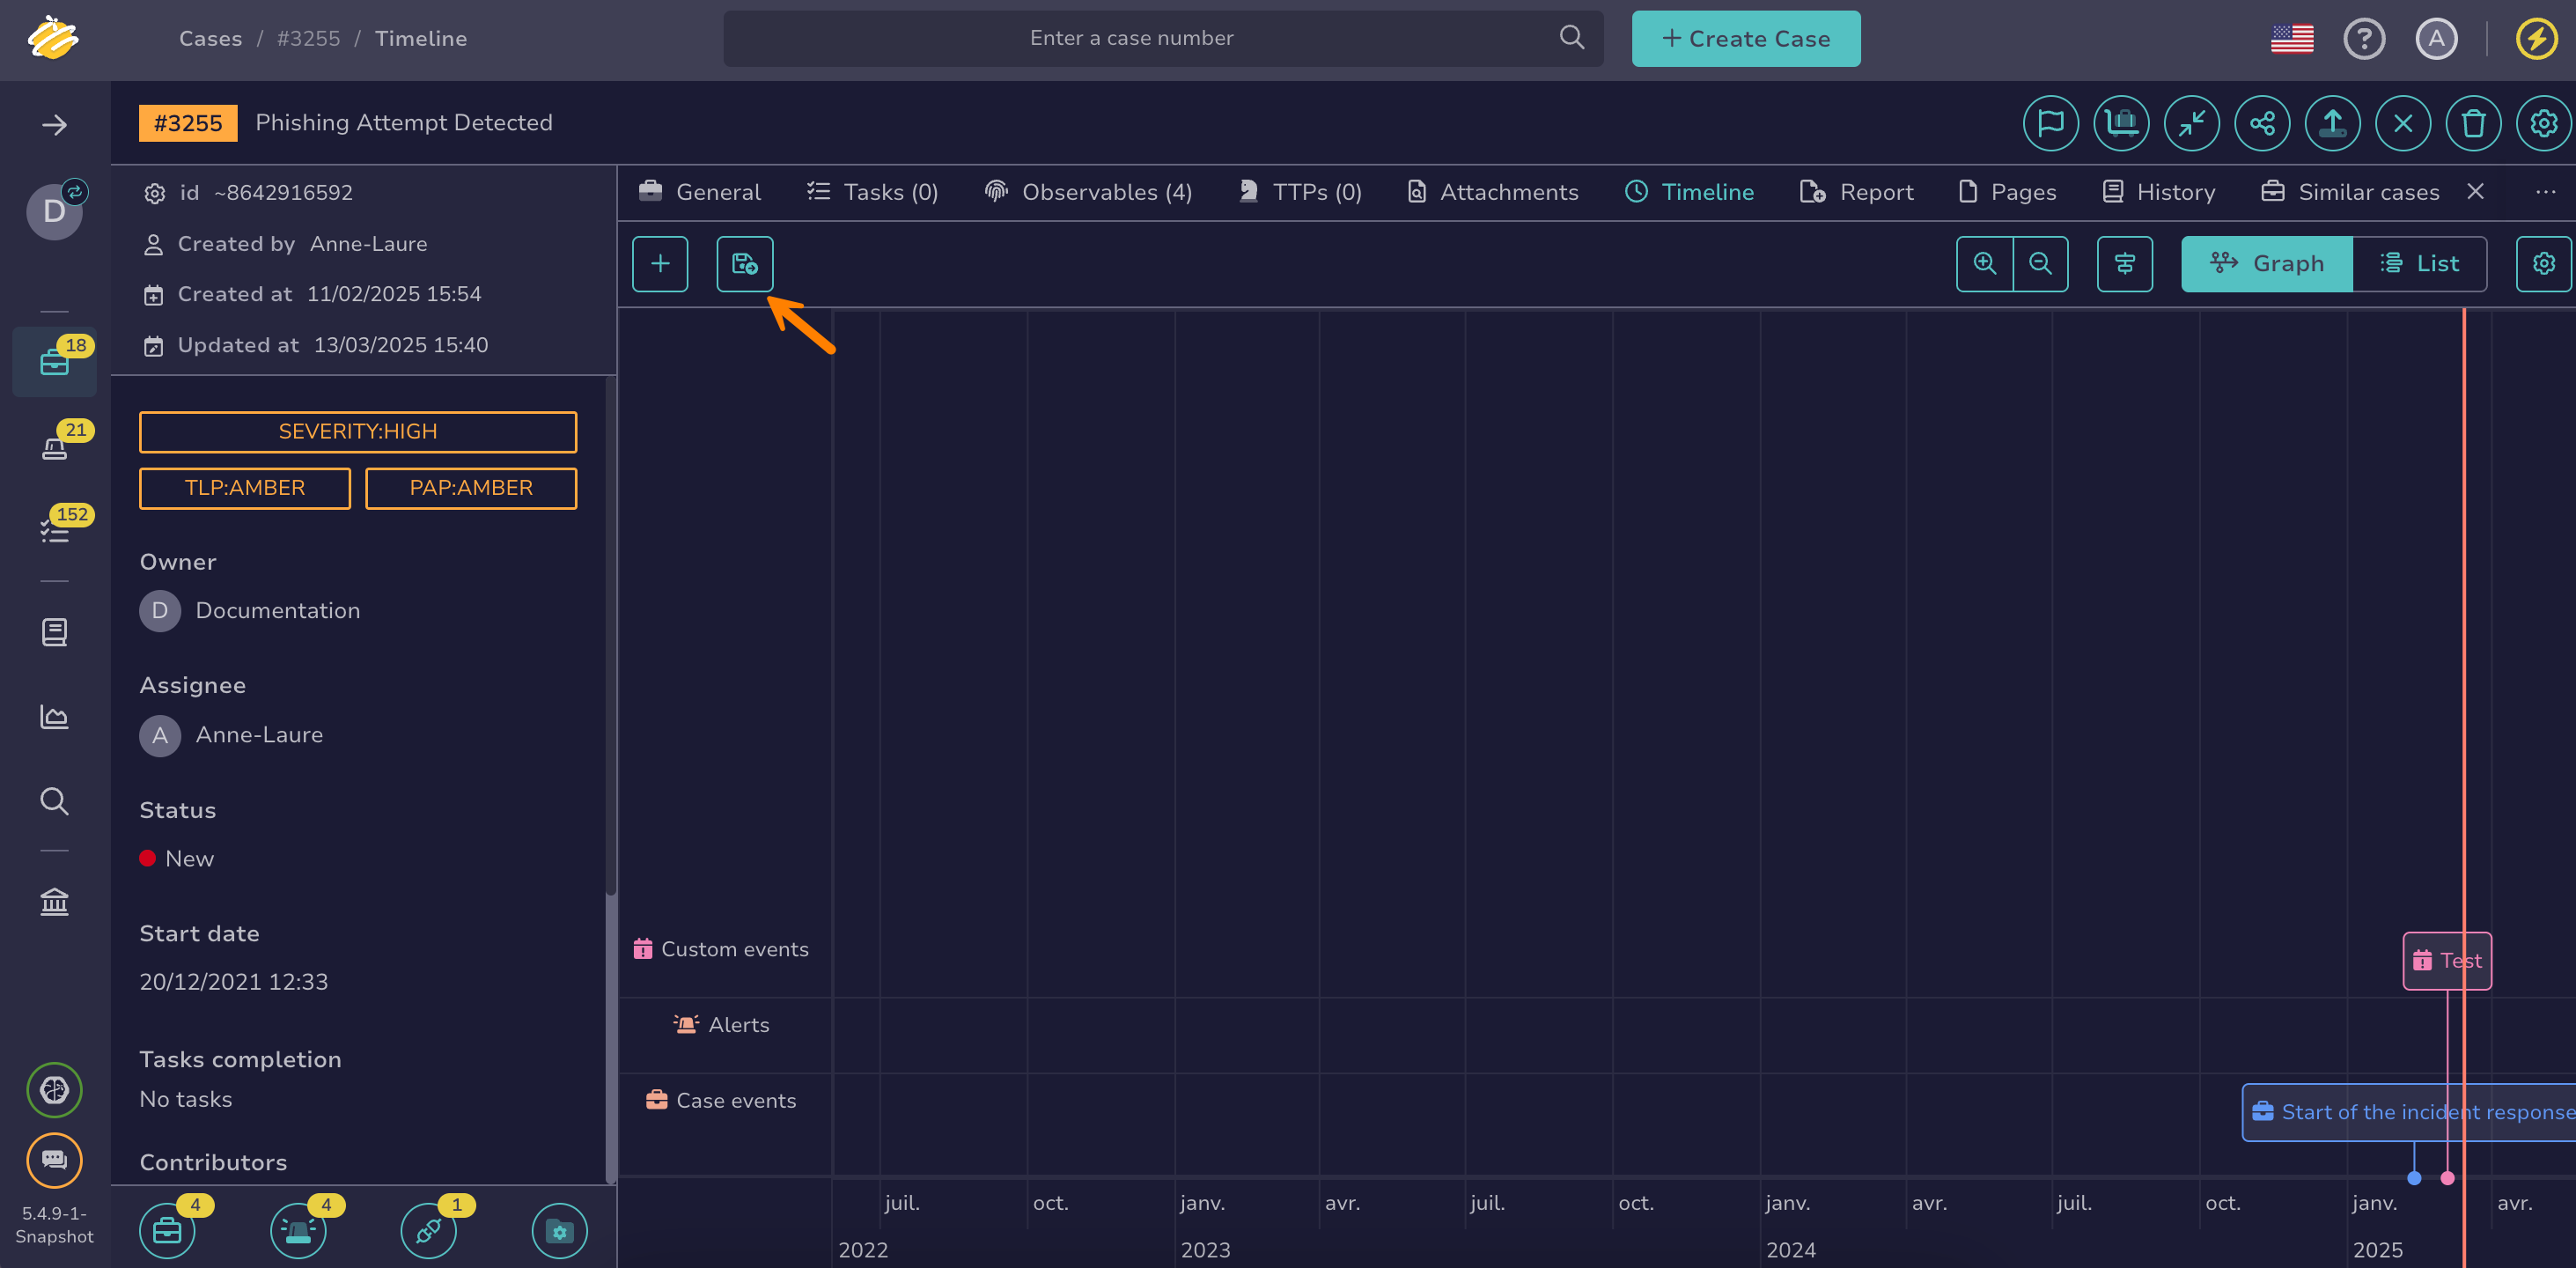 Cases / #3255 / Timeline
Enter a case number
+ Create Case
? A
#3255 Phishing Attempt Detected
id ~8642916592
Created by Anne-Laure
Created at 11/02/2025 15:54
Updated at 13/03/2025 15:40
General
Tasks (0)
Observables (4)
TTPs (0)
Attachments
Timeline
Report
Pages
History
Similar cases
Graph
List
D
18
21
152
SEVERITY:HIGH
TLP:AMBER
PAP:AMBER
Owner
D Documentation
Assignee
A Anne-Laure
Status
New
Start date
20/12/2021 12:33
Tasks completion
No tasks
Contributors
4
4
1
5.4.9-1-
Snapshot
Custom events
Test
Alerts
Case events
Start of the incident response
juil. oct. janv. avr. juil. oct. janv. avr. juil. oct. janv. avr.
2022 2023 2024 2025